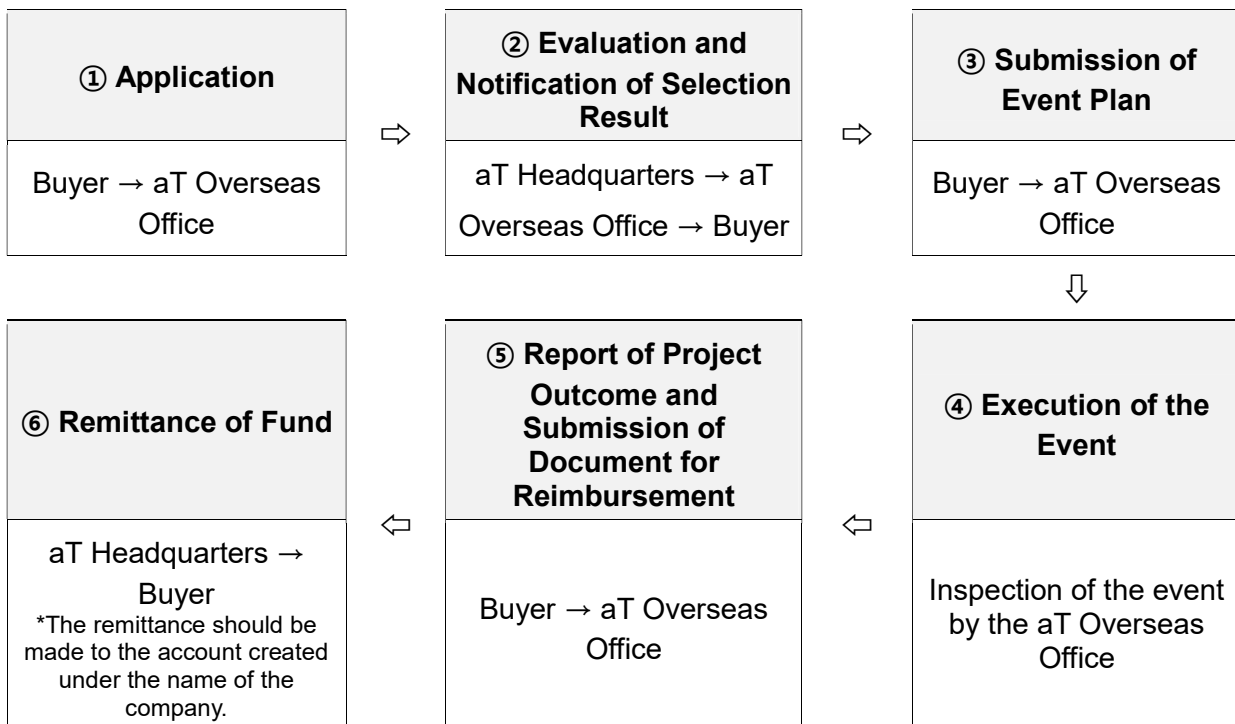 ① Application
Buyer → aT Overseas
Office
⇨
② Evaluation and
Notification of Selection
Result
aT Headquarters → aT
Overseas Office → Buyer
⇨
③ Submission of
Event Plan
Buyer → aT Overseas
Office
⇩
④ Execution of the
Event
Inspection of the event
by the aT Overseas
Office
⇦
⑤ Report of Project
Outcome and
Submission of
Document for
Reimbursement
Buyer → aT Overseas
Office
⇦
⑥ Remittance of Fund
aT Headquarters →
Buyer
*The remittance should be
made to the account created
under the name of the
company.